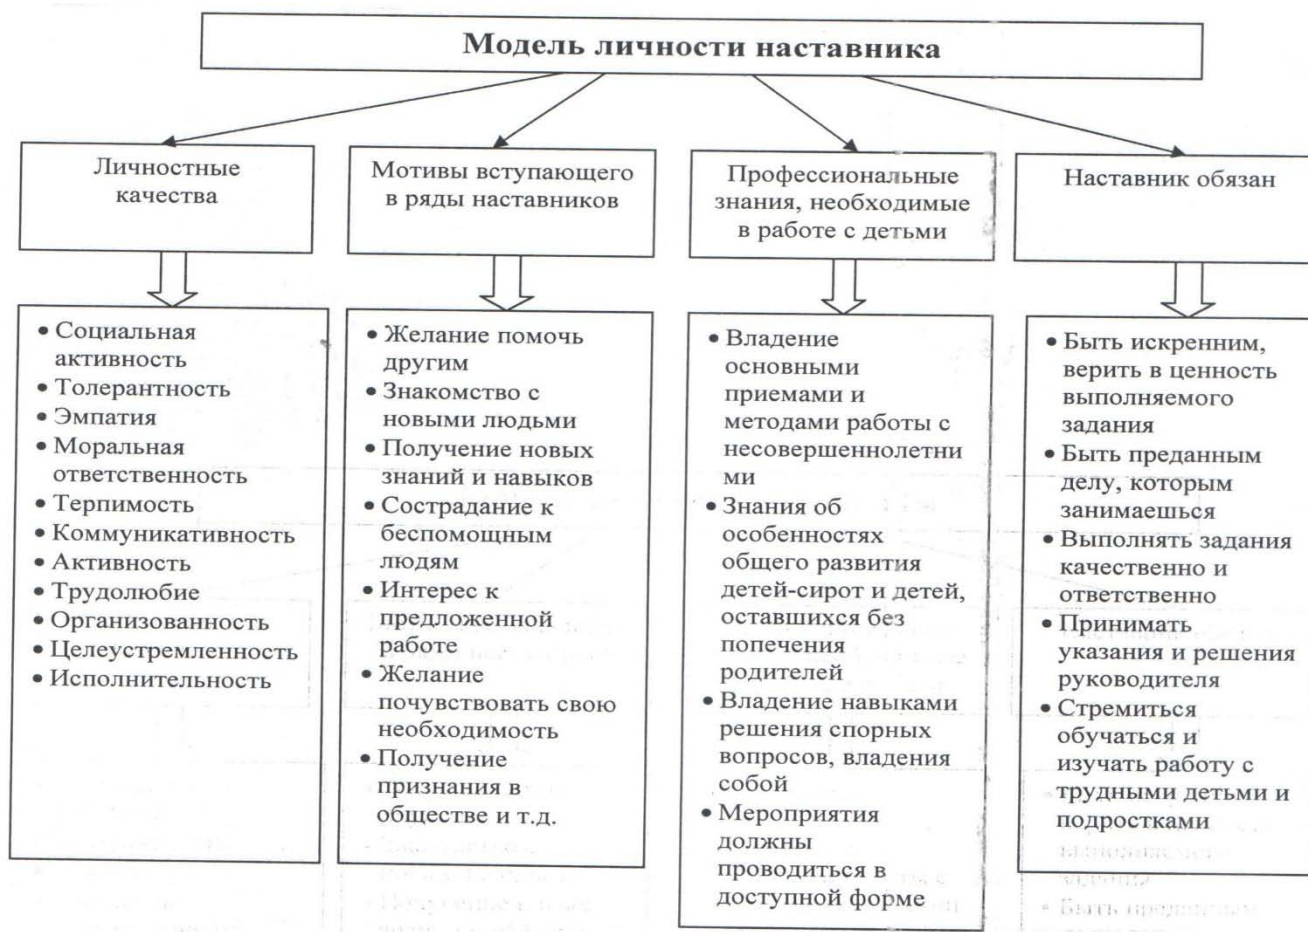 Модель личности наставника
Личностные
качества
Мотивы вступающего
в ряды наставников
Профессиональные
знания, необходимые
в работе с детьми
Наставник обязан
• Социальная
активность
• Толерантность
• Эмпатия
• Моральная
ответственность
• Терпимость
• Коммуникативность
• Активность
• Трудолюбие
• Организованность
• Целеустремленность
• Исполнительность
• Желание помочь
другим
• Знакомство с
новыми людьми
• Получение новых
знаний и навыков
• Сострадание к
беспомощным
людям
• Интерес к
предложенной
работе
• Желание
почувствовать свою
необходимость
• Получение
признания в
обществе и т.д.
• Владение
основными
приемами и
методами работы с
несовершеннолетни
ми
• Знания об
особенностях
общего развития
детей-сирот и детей,
оставшихся без
попечения
родителей
• Владение навыками
решения спорных
вопросов, владения
собой
• Мероприятия
должны
проводиться в
доступной форме
• Быть искренним,
верить в ценность
выполняемого
задания
• Быть преданным
делу, которым
занимаешься
• Выполнять задания
качественно и
ответственно
• Принимать
указания и решения
руководителя
• Стремиться
обучаться и
изучать работу с
трудными детьми и
подростками